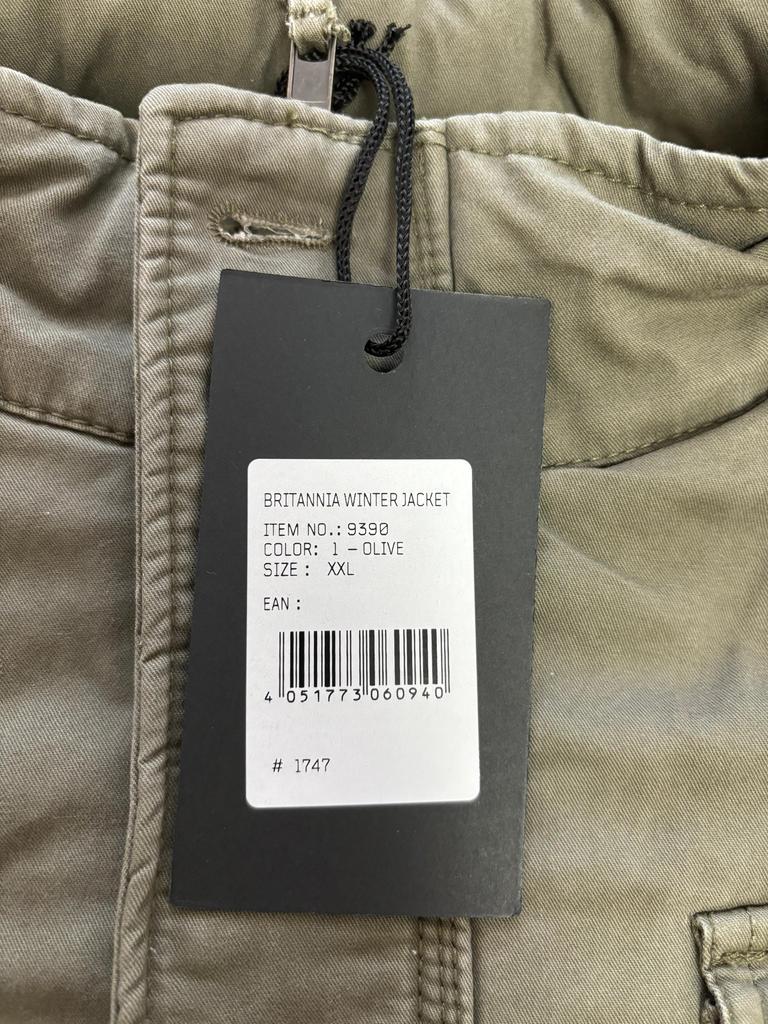 BRITANNIA WINTER JACKET
ITEM NO.: 9390
COLOR: 1 - OLIVE
SIZE : XXL
EAN :
4 051773 060940
# 1747